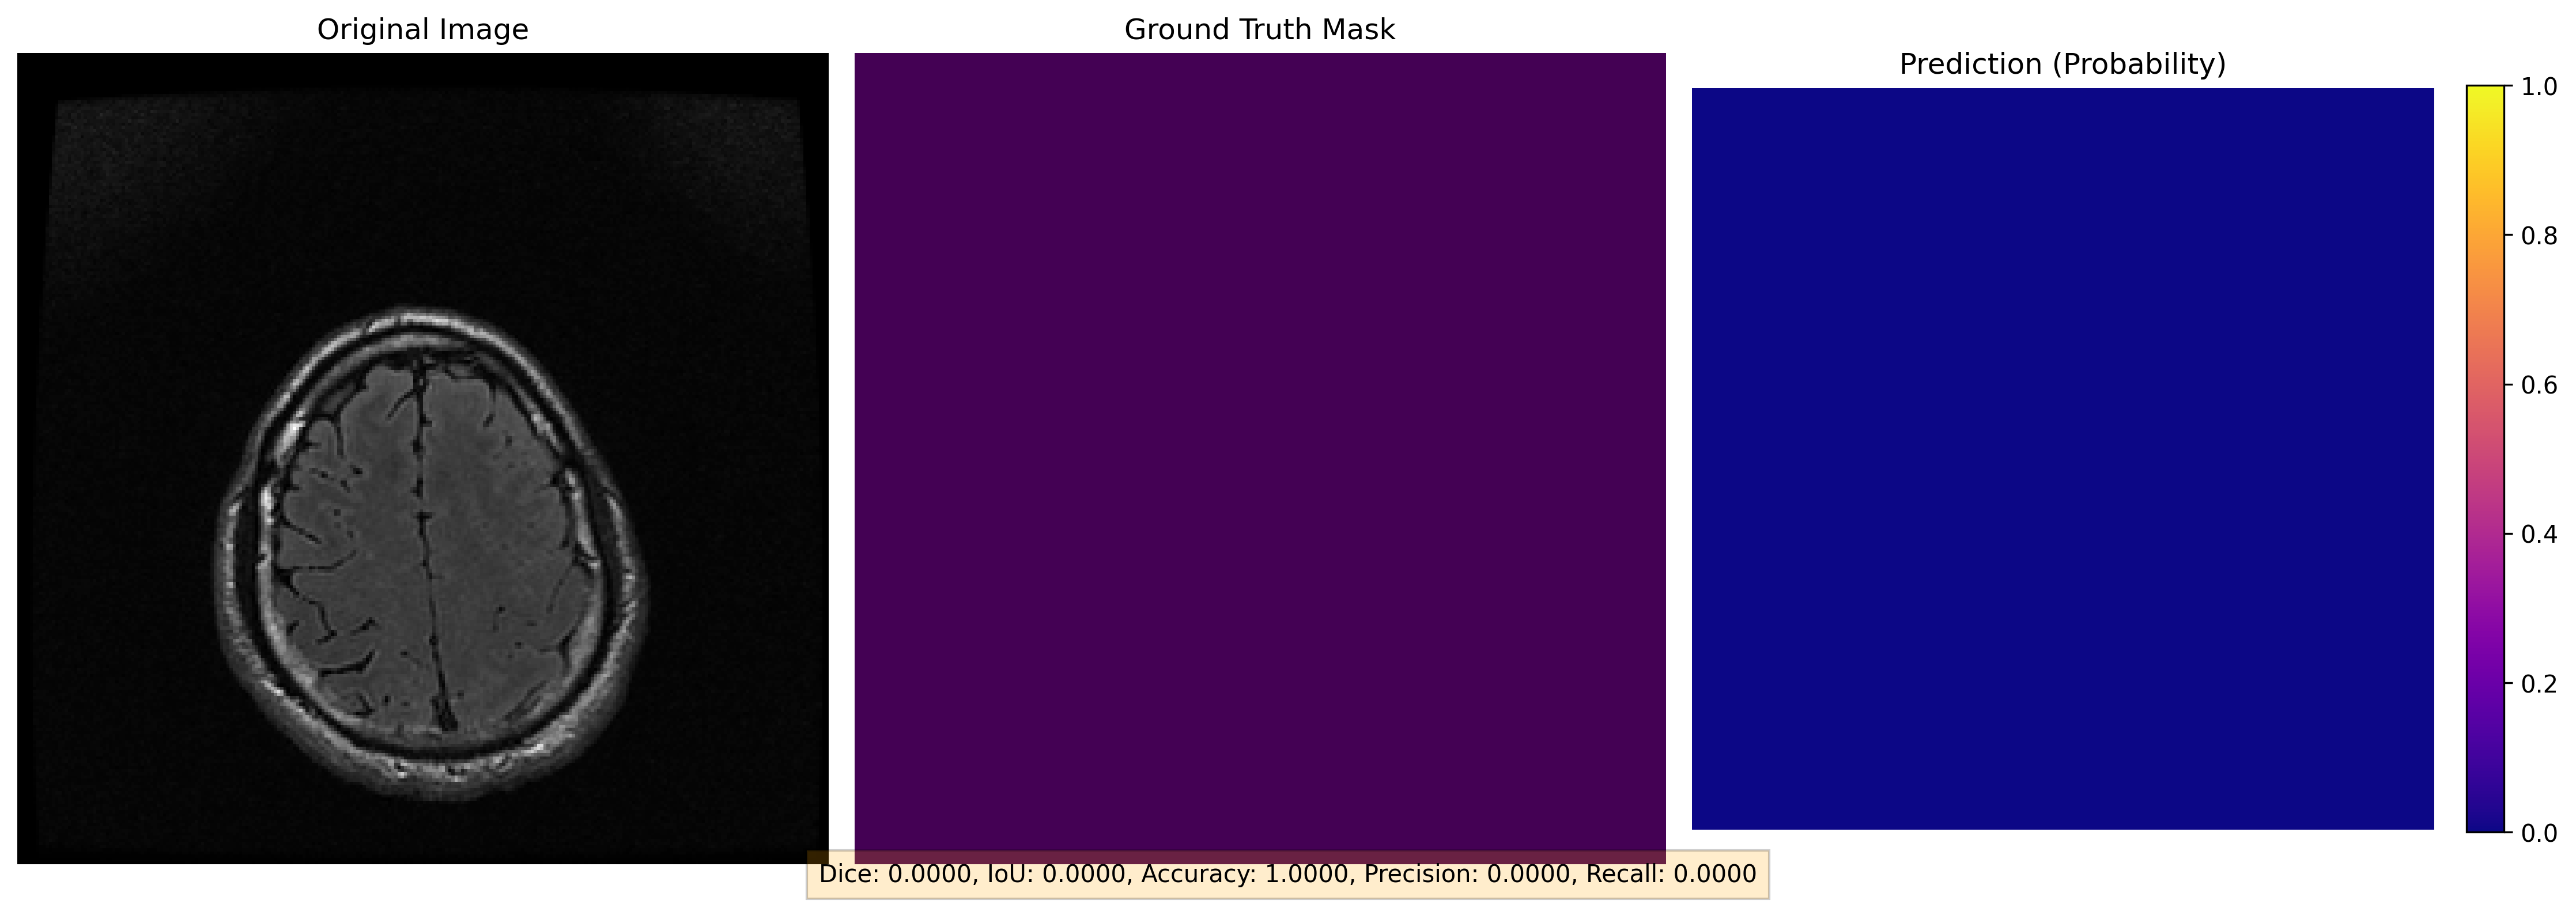 Original Image
Ground Truth Mask
Prediction (Probability)
1.0
0.8
0.6
0.4
0.2
0.0
Dice: 0.0000, IoU: 0.0000, Accuracy: 1.0000, Precision: 0.0000, Recall: 0.0000